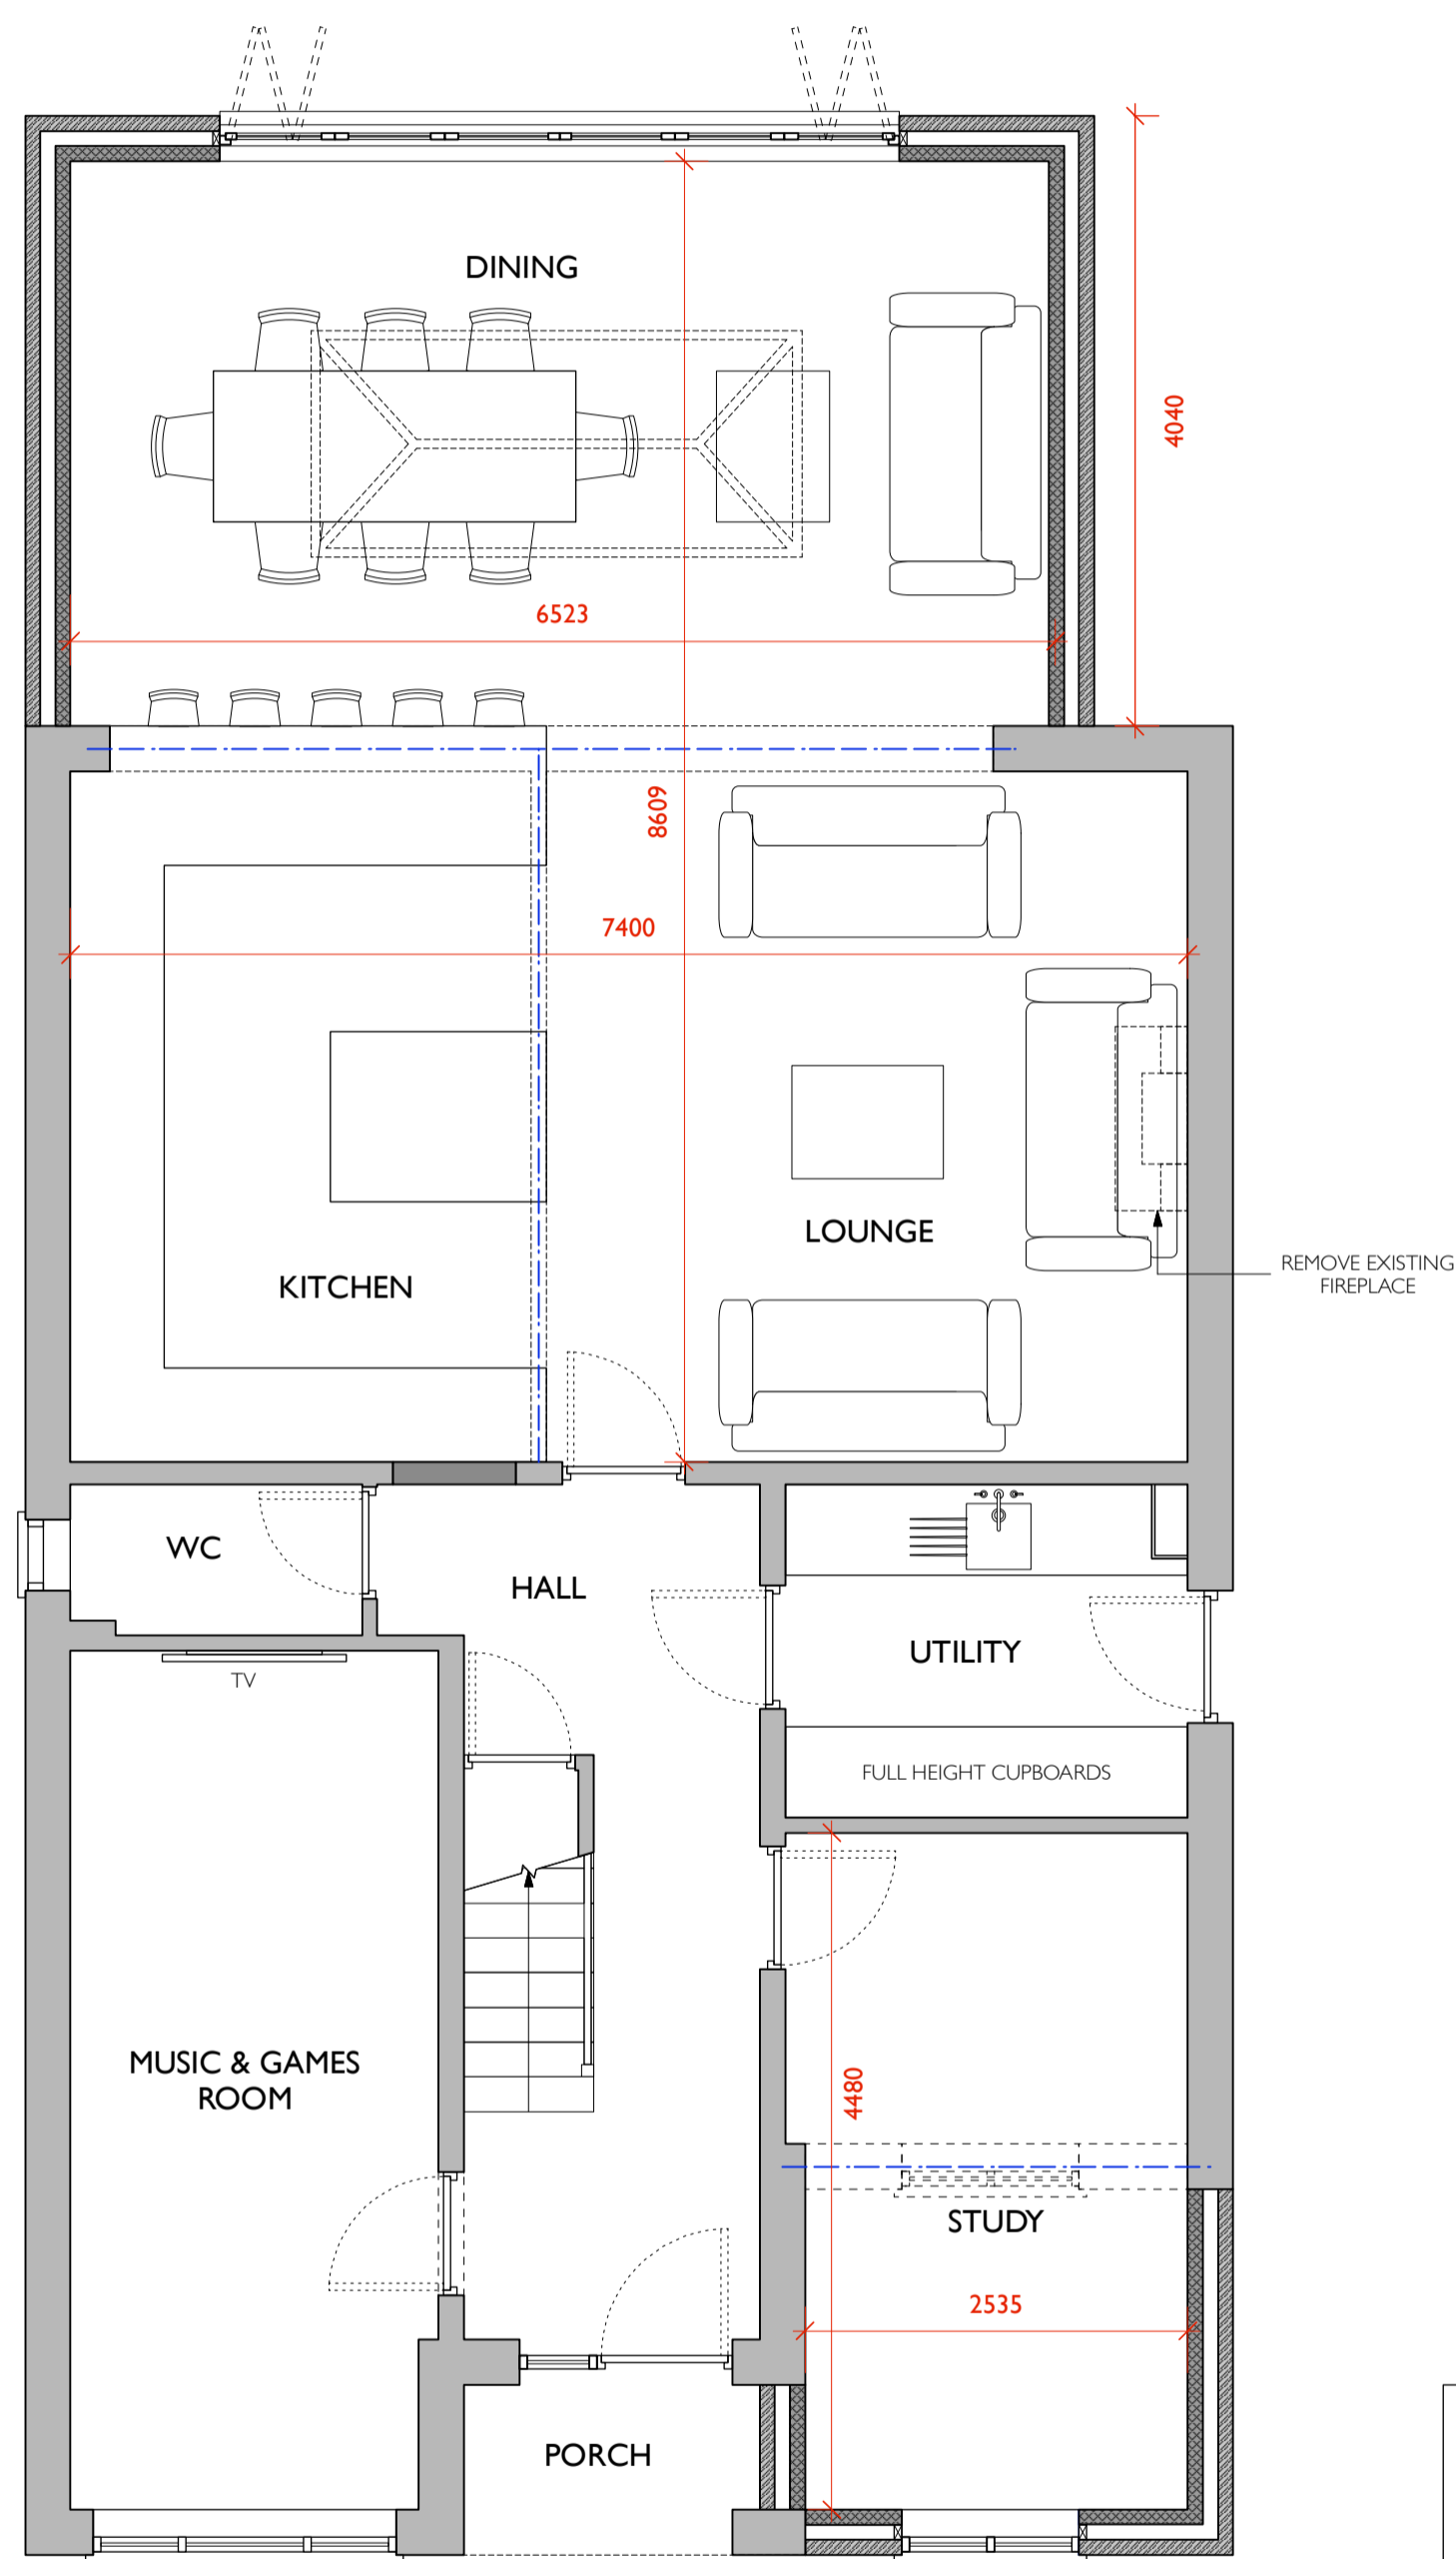 DINING
4040
6523
8609
7400
LOUNGE
REMOVE EXISTING
FIREPLACE
KITCHEN
WC
HALL
UTILITY
TV
FULL HEIGHT CUPBOARDS
MUSIC & GAMES
ROOM
4480
STUDY
2535
PORCH